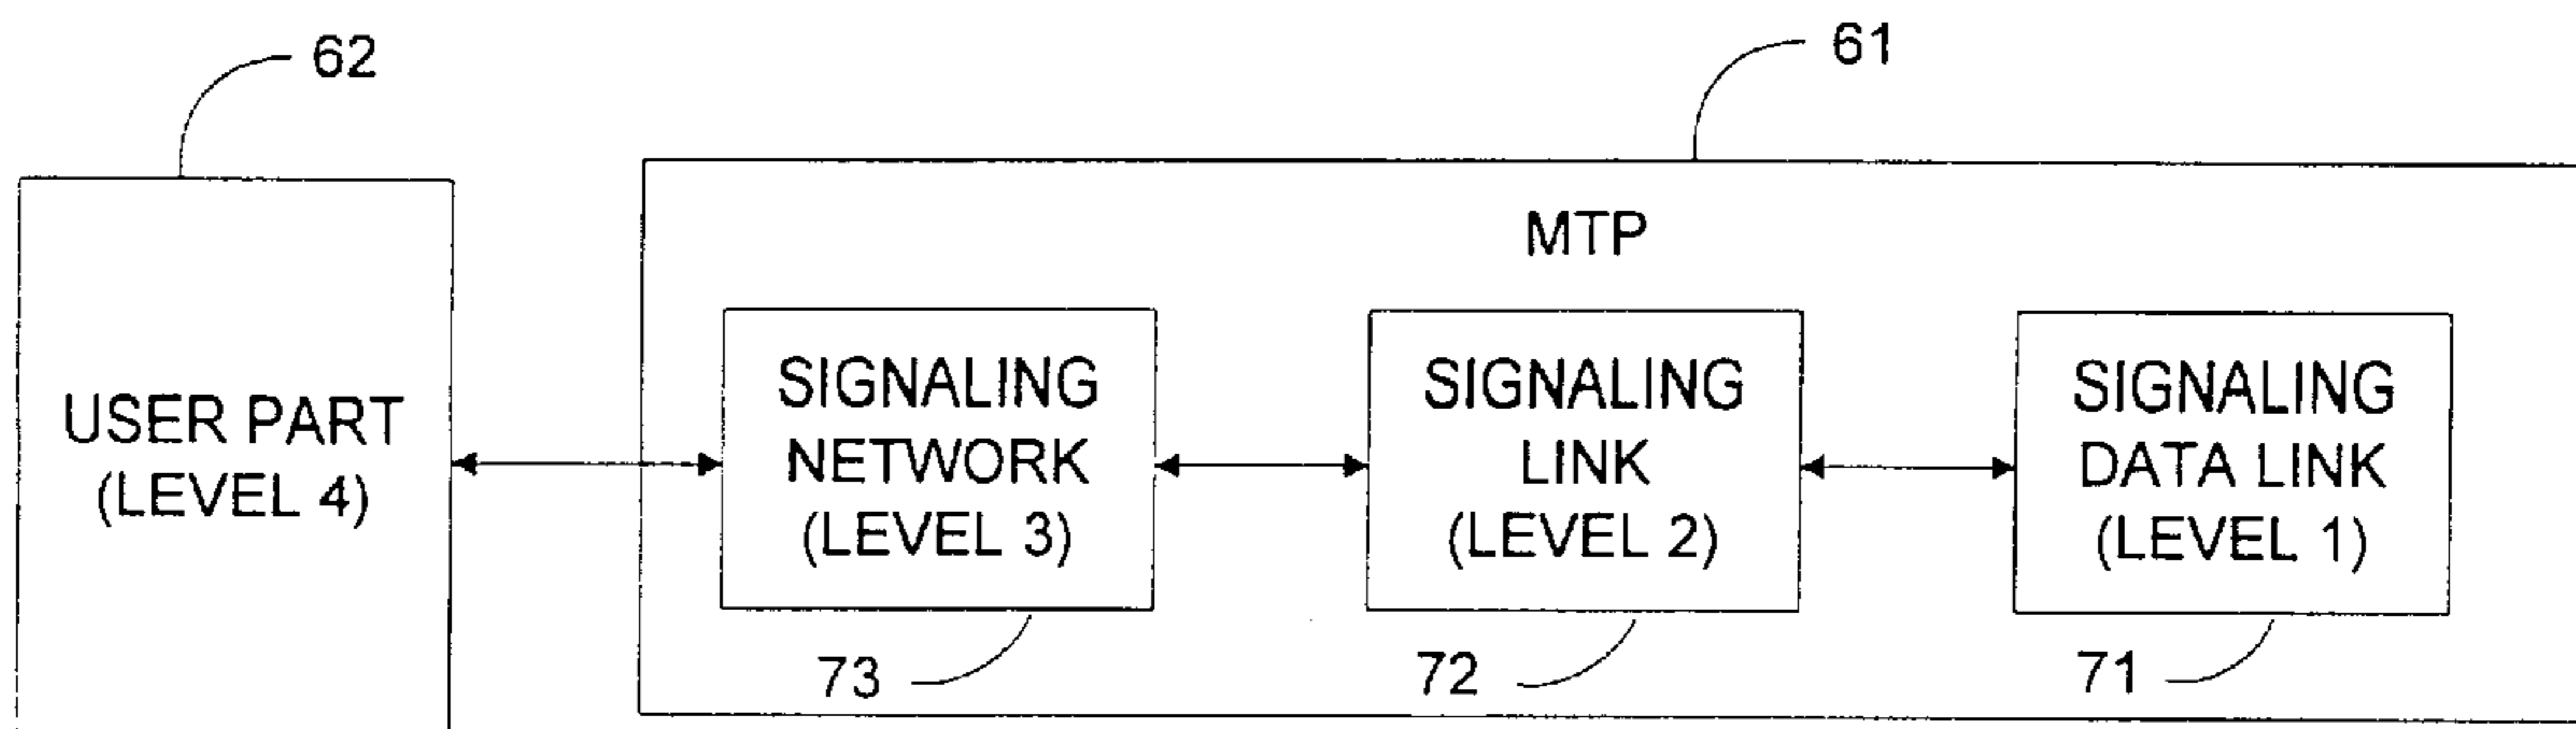 62
61
MTP
USER PART
(LEVEL 4)
SIGNALING
NETWORK
(LEVEL 3)
SIGNALING
LINK
(LEVEL 2)
SIGNALING
DATA LINK
(LEVEL 1)
73
72
71